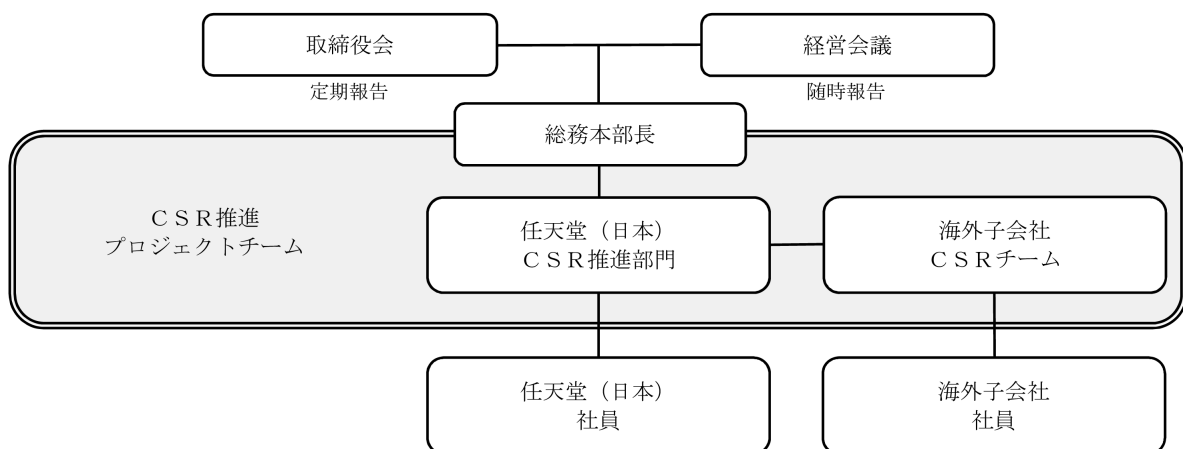 取締役会
経営会議
定期報告
随時報告
総務本部長
ＣＳＲ推進
プロジェクトチーム
任天堂（日本）
ＣＳＲ推進部門
海外子会社
ＣＳＲチーム
任天堂（日本）
社員
海外子会社
社員